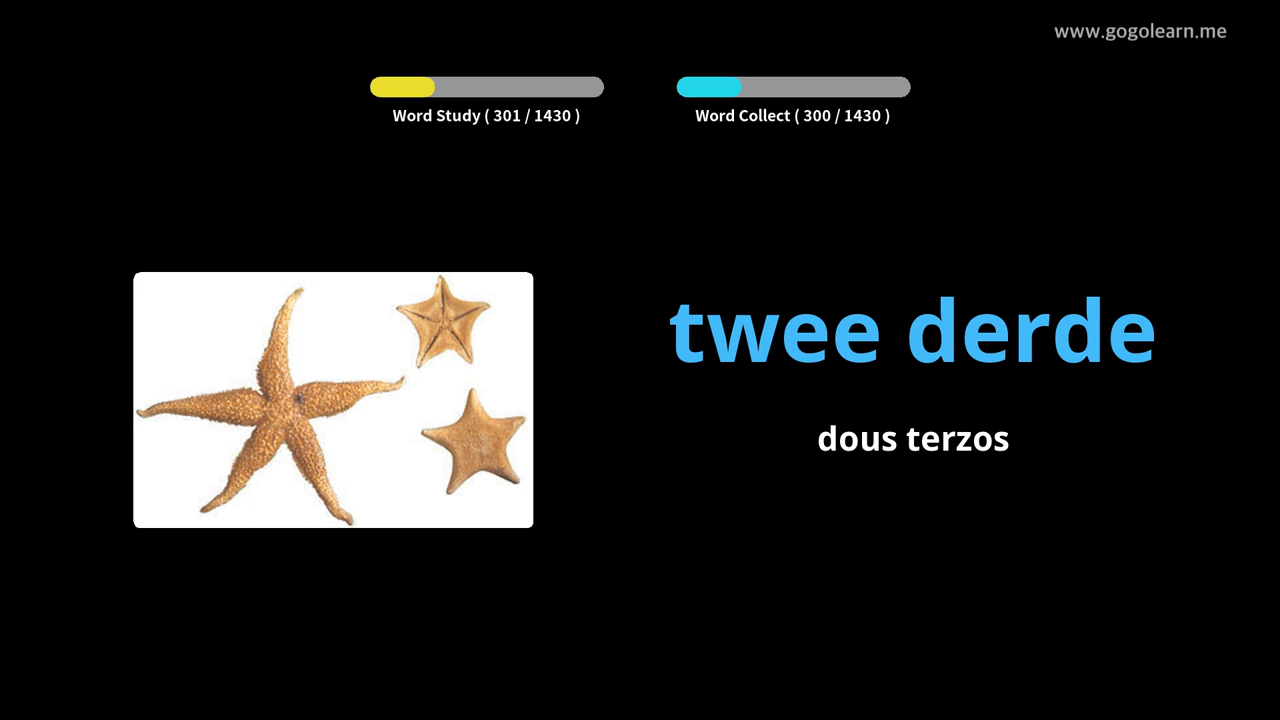 www.gogolearn.me
Word Study ( 301 / 1430 )
Word Collect ( 300 / 1430 )
twee derde
dous terzos